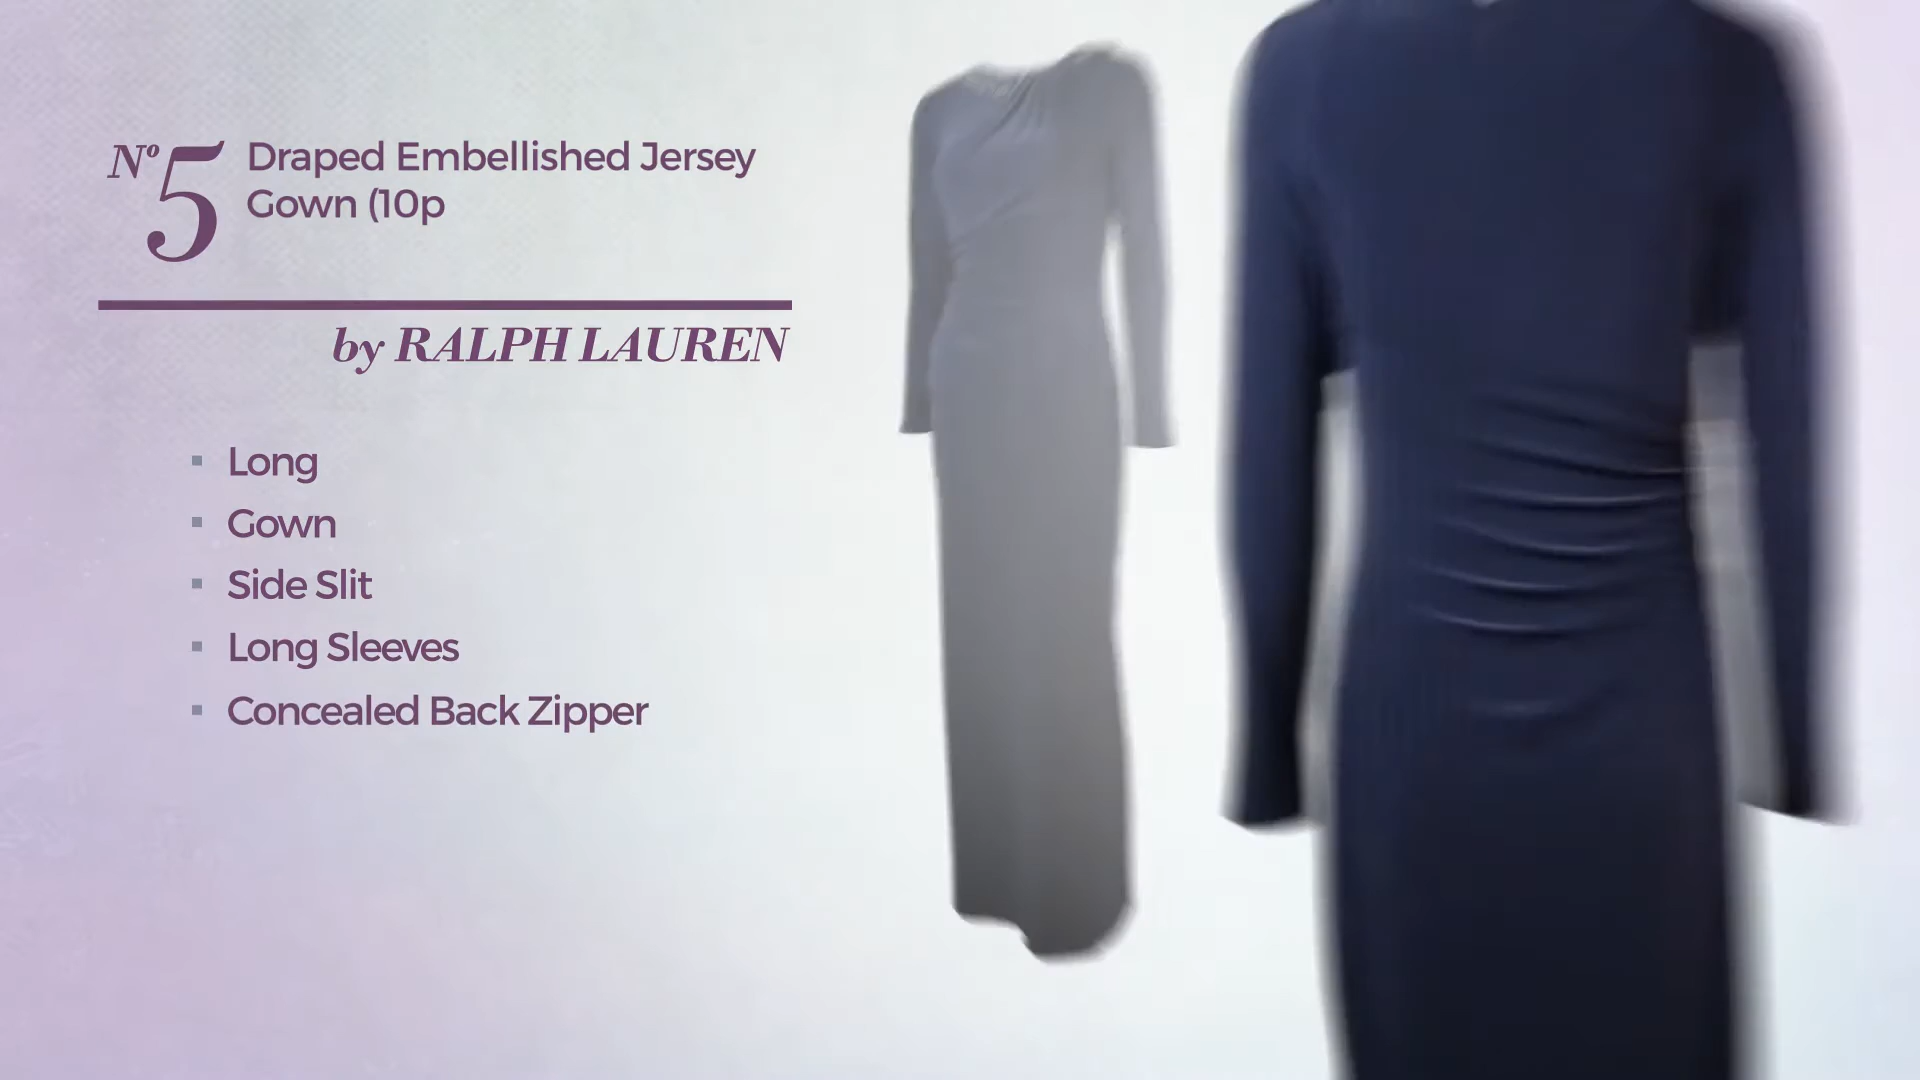 Nº5 Draped Embellished Jersey
Gown (10p
by RALPH LAUREN
Long
Gown
Side Slit
Long Sleeves
Concealed Back Zipper